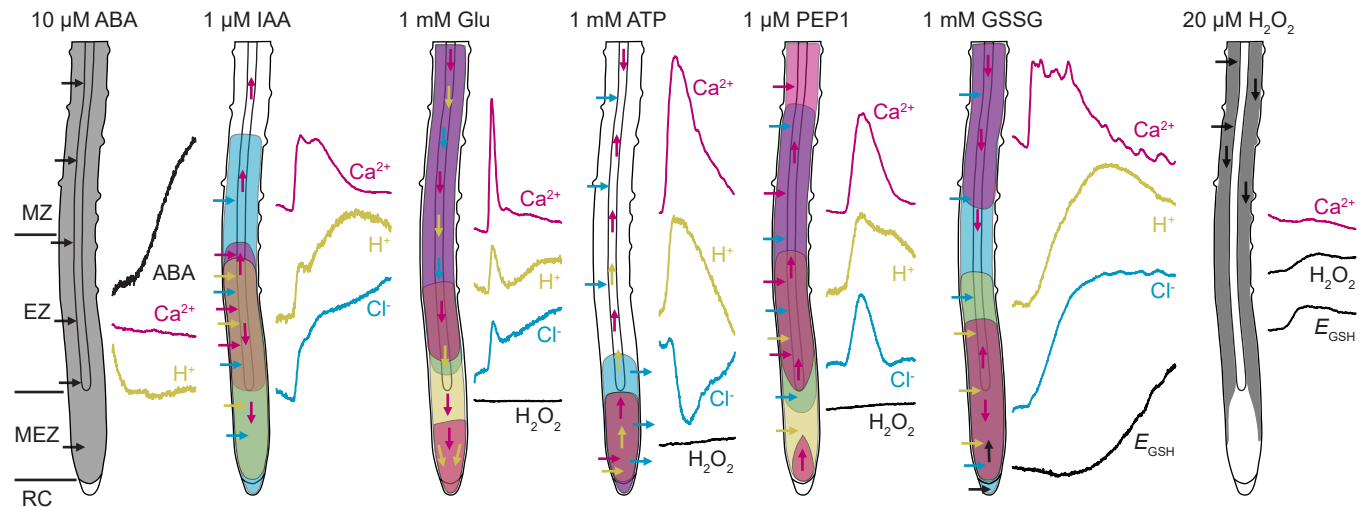 10 µM ABA
1 µM IAA
1 mM Glu
1 mM ATP
1 µM PEP1
1 mM GSSG
20 µM H₂O₂
MZ
EZ
MEZ
RC
ABA
Ca²⁺
H⁺
Ca²⁺
H⁺
Cl⁻
Ca²⁺
H⁺
Cl⁻
H₂O₂
Ca²⁺
H⁺
Cl⁻
H₂O₂
Ca²⁺
H⁺
Cl⁻
H₂O₂
Ca²⁺
H⁺
Cl⁻
E_GSH
Ca²⁺
H₂O₂
E_GSH